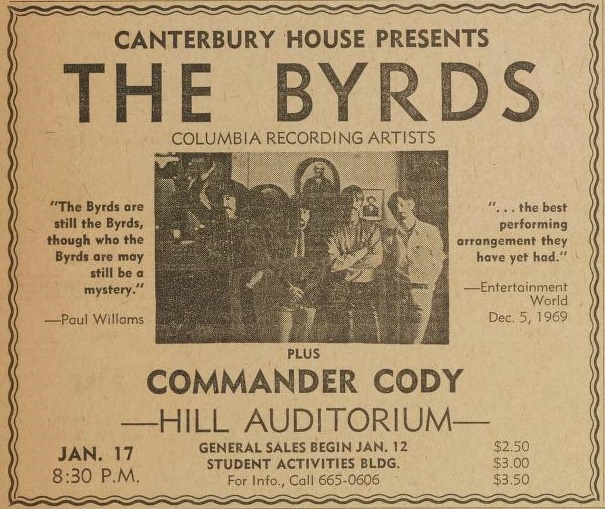 CANTERBURY HOUSE PRESENTS
THE BYRDS
COLUMBIA RECORDING ARTISTS
"The Byrds are
still the Byrds,
though who the
Byrds are may
still be a
mystery."
—Paul Willams
". . . the best
performing
arrangement they
have yet had."
—Entertainment
World
Dec. 5, 1969
PLUS
COMMANDER CODY
—HILL AUDITORIUM—
JAN. 17
8:30 P.M.
GENERAL SALES BEGIN JAN. 12
STUDENT ACTIVITIES BLDG.
For Info., Call 665-0606
$2.50
$3.00
$3.50